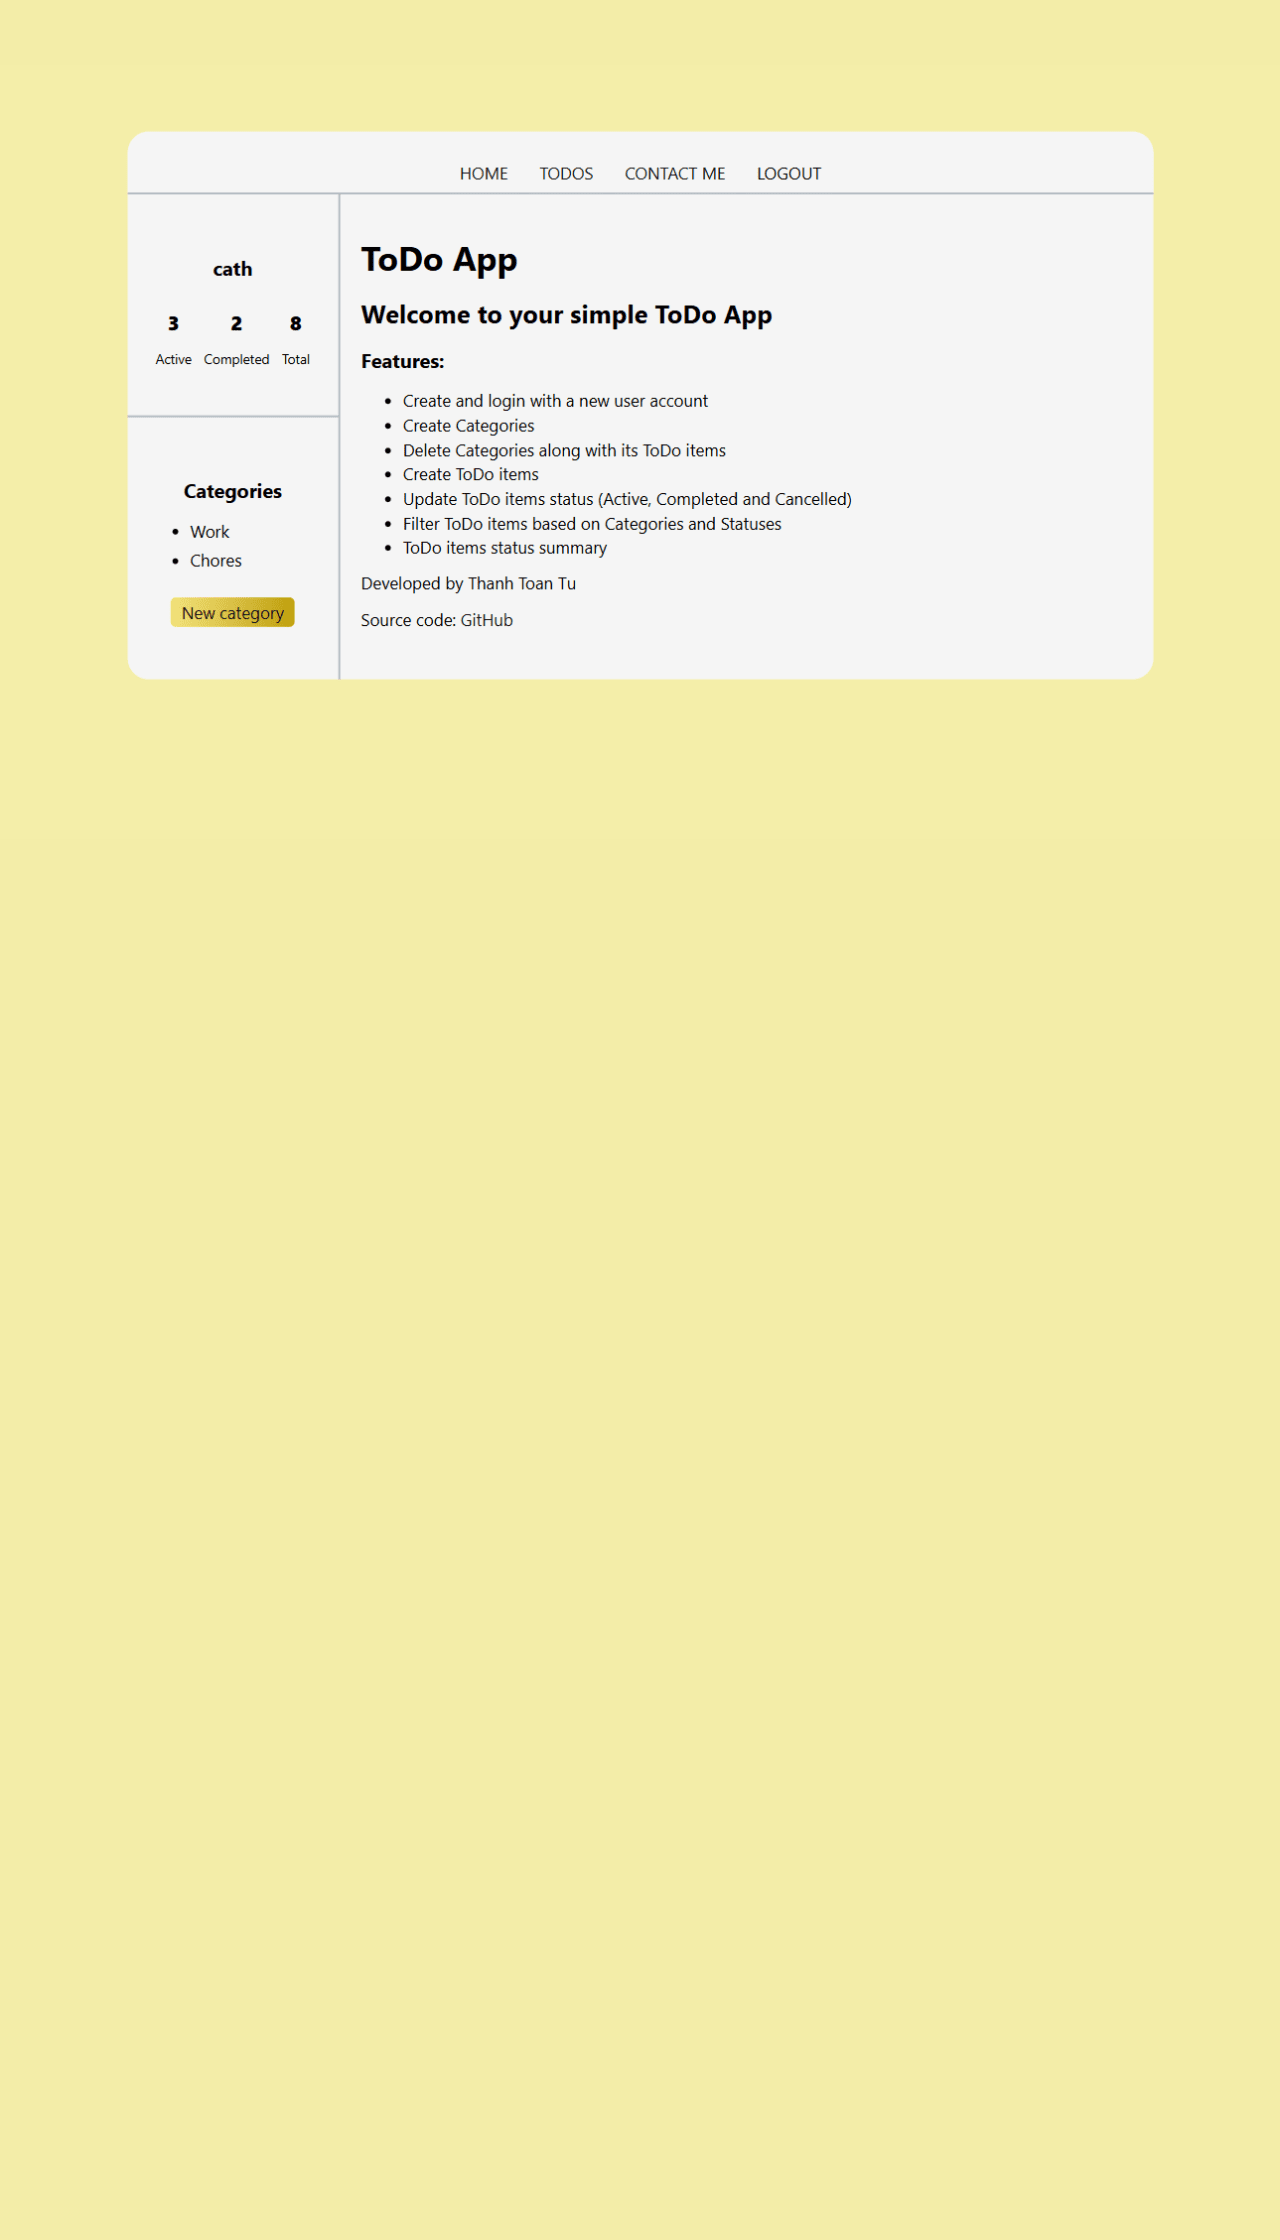 HOME TODOS CONTACT ME LOGOUT
cath
3 2 8
Active Completed Total
Categories
Work
Chores
New category
ToDo App
Welcome to your simple ToDo App
Features:
Create and login with a new user account
Create Categories
Delete Categories along with its ToDo items
Create ToDo items
Update ToDo items status (Active, Completed and Cancelled)
Filter ToDo items based on Categories and Statuses
ToDo items status summary
Developed by Thanh Toan Tu
Source code: GitHub